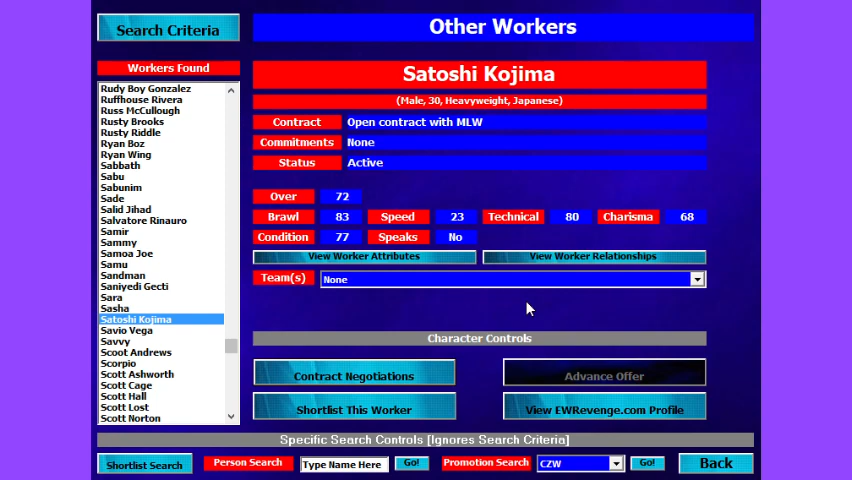 Search Criteria
Other Workers
Workers Found
Rudy Boy Gonzalez
Ruffhouse Rivera
Russ McCullough
Rusty Brooks
Rusty Riddle
Ryan Boz
Ryan Wing
Sabbath
Sabu
Sabunim
Sade
Salid Jihad
Salvatore Rinauro
Samir
Sammy
Samoa Joe
Samu
Sandman
Saniyedi Gecti
Sara
Sasha
Satoshi Kojima
Savio Vega
Savvy
Scoot Andrews
Scorpio
Scott Ashworth
Scott Cage
Scott Hall
Scott Lost
Scott Norton
Satoshi Kojima
(Male, 30, Heavyweight, Japanese)
Contract Open contract with MLW
Commitments None
Status Active
Over 72
Brawl 83 Speed 23 Technical 80 Charisma 68
Condition 77 Speaks No
View Worker Attributes View Worker Relationships
Team(s) None
Character Controls
Contract Negotiations Advance Offer
Shortlist This Worker View EWRevenge.com Profile
Specific Search Controls [Ignores Search Criteria]
Shortlist Search Person Search Type Name Here Go! Promotion Search CZW Go! Back